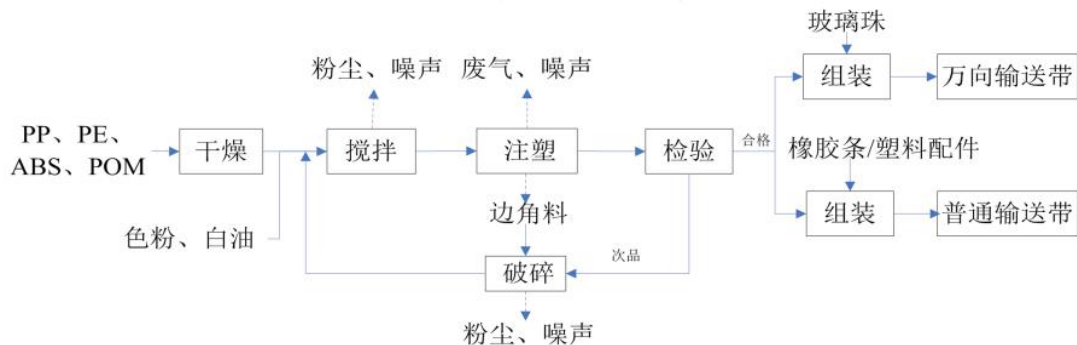 玻璃珠
粉尘、噪声
废气、噪声
组装
万向输送带
PP、PE、
ABS、POM
干燥
搅拌
注塑
检验
合格
橡胶条/塑料配件
边角料
组装
普通输送带
色粉、白油
次品
破碎
粉尘、噪声